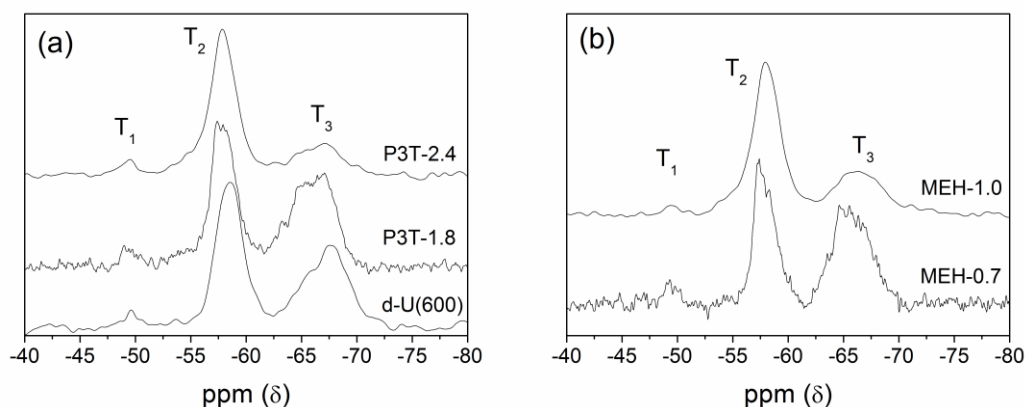 (a)
T2
T1
T3
P3T-2.4
P3T-1.8
d-U(600)
-40 -45 -50 -55 -60 -65 -70 -75 -80
ppm (δ)
(b)
T2
T1
T3
MEH-1.0
MEH-0.7
-40 -45 -50 -55 -60 -65 -70 -75 -80
ppm (δ)